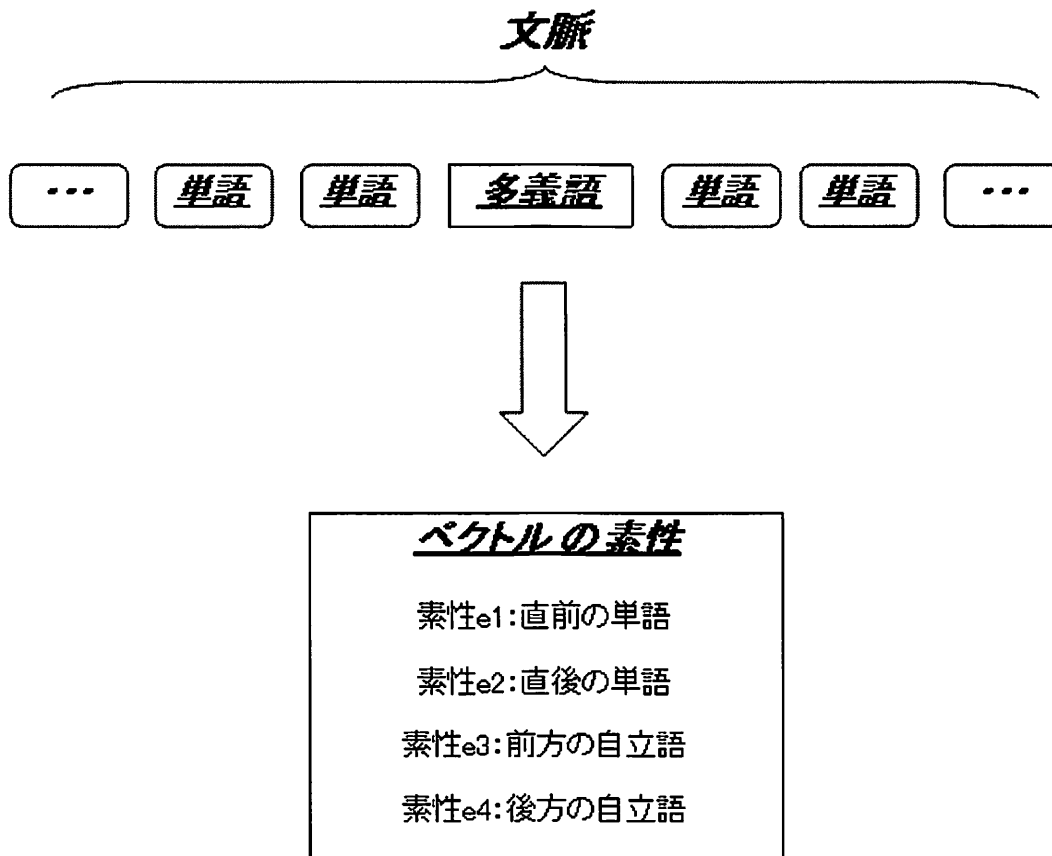 文脈
・・・ 単語 単語 多義語 単語 単語 ・・・
ベクトルの素性
素性e1:直前の単語
素性e2:直後の単語
素性e3:前方の自立語
素性e4:後方の自立語